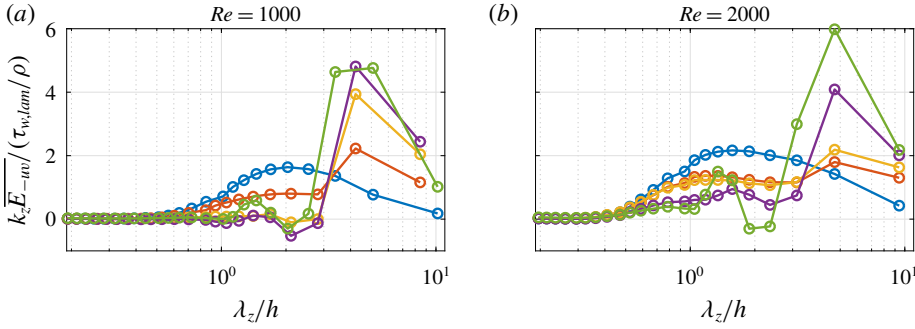 (a) Re = 1000
(b) Re = 2000
k_z \overline{E_{-uv}}/(τ_{w,lam}/ρ)
6
4
2
0
10^0
10^1
10^0
10^1
λ_z/h
λ_z/h